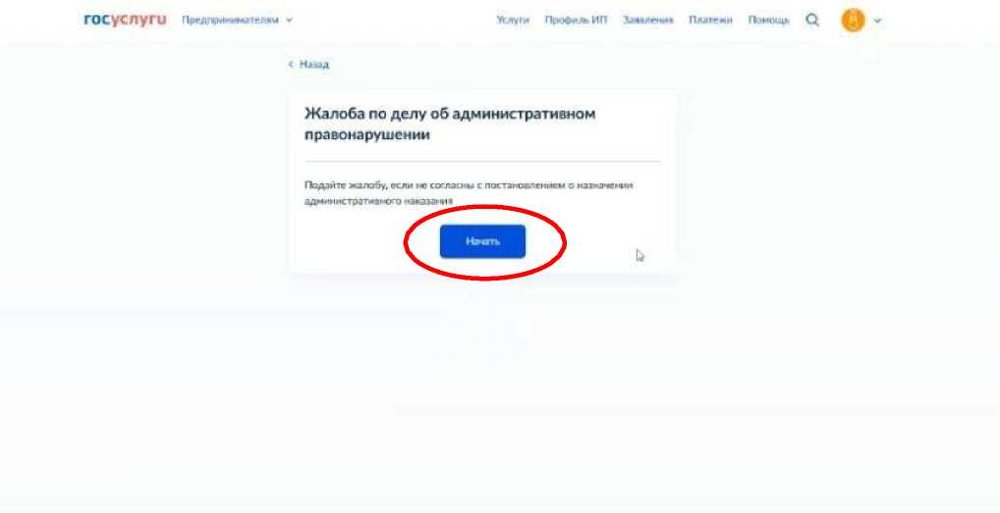 госуслуги Предпринимателям Услуги Профиль ИП Заявления Платежи Помощь
Назад
Жалоба по делу об административном
правонарушении
Подайте жалобу, если не согласны с постановлением о назначении
административного наказания
Начать